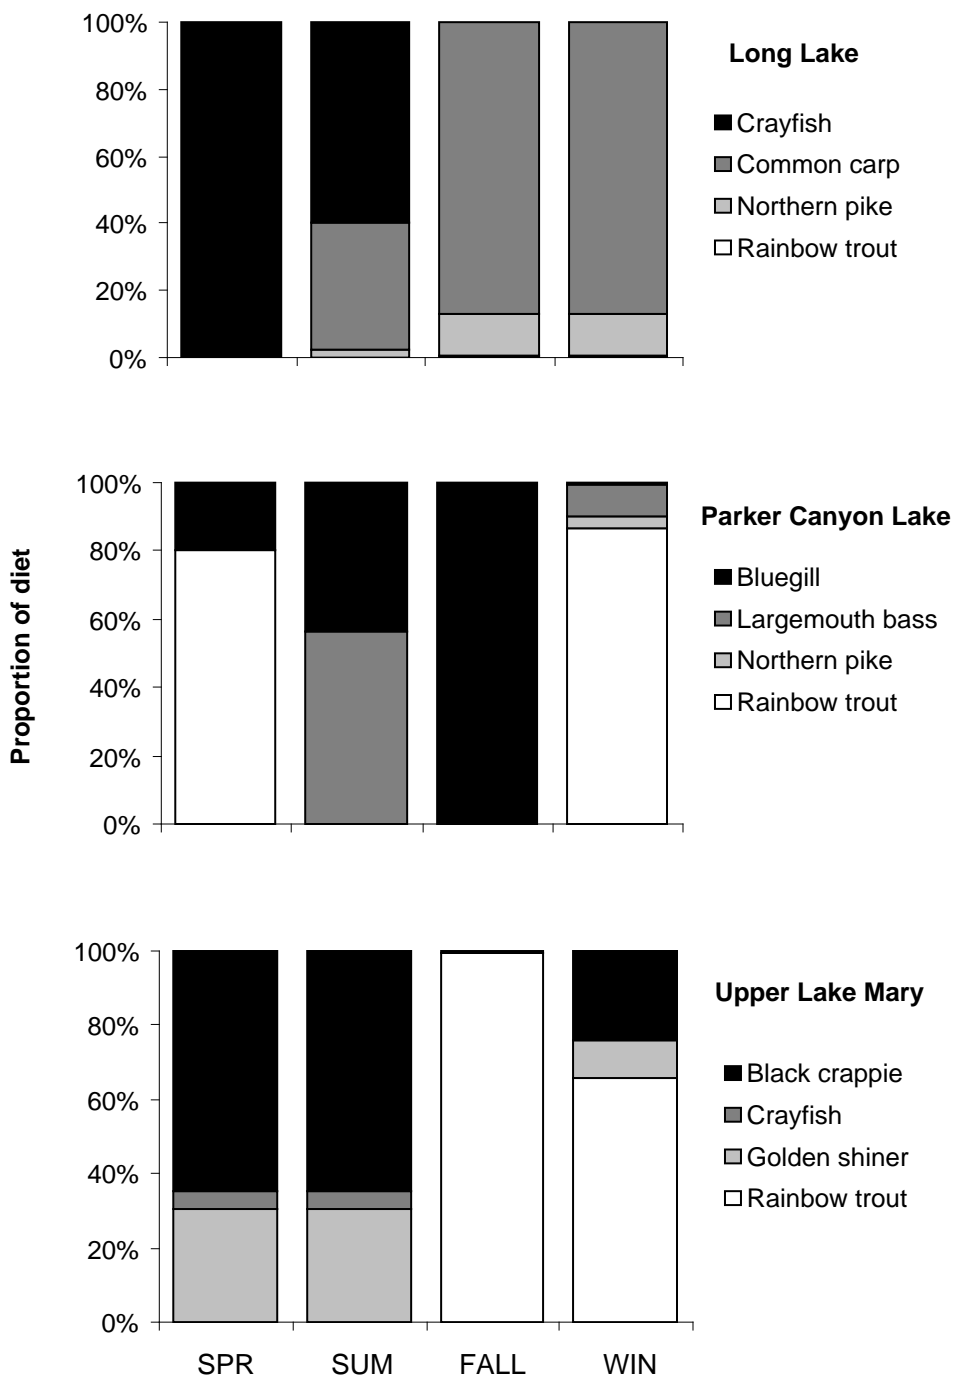 100%
80%
60%
40%
20%
0%
Long Lake
Crayfish
Common carp
Northern pike
Rainbow trout
Proportion of diet
100%
80%
60%
40%
20%
0%
Parker Canyon Lake
Bluegill
Largemouth bass
Northern pike
Rainbow trout
100%
80%
60%
40%
20%
0%
Upper Lake Mary
Black crappie
Crayfish
Golden shiner
Rainbow trout
SPR SUM FALL WIN